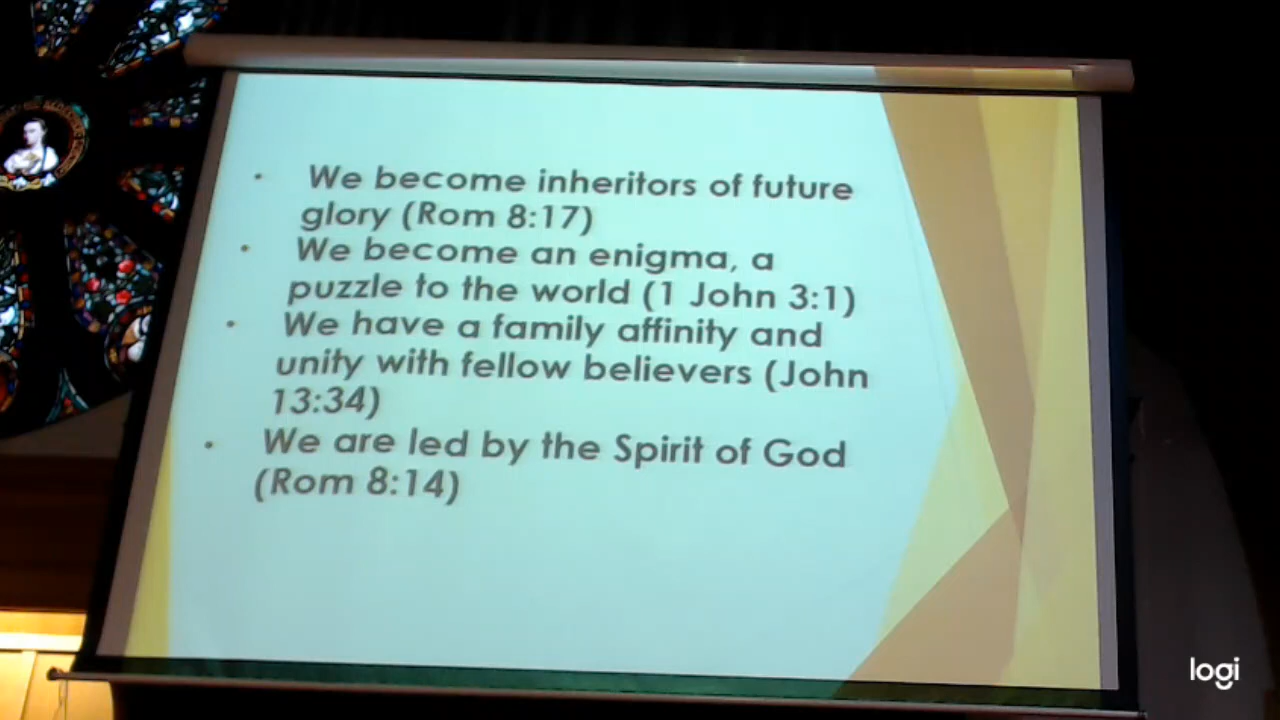 • We become inheritors of future
glory (Rom 8:17)
• We become an enigma, a
puzzle to the world (1 John 3:1)
• We have a family affinity and
unity with fellow believers (John
13:34)
• We are led by the Spirit of God
(Rom 8:14)
logi